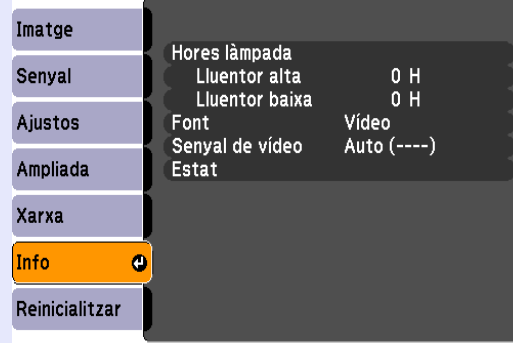 Imatge
Senyal
Ajustos
Ampliada
Xarxa
Info
Reinicialitzar
Hores làmpada
Lluentor alta 0 H
Lluentor baixa 0 H
Font Vídeo
Senyal de vídeo Auto (----)
Estat